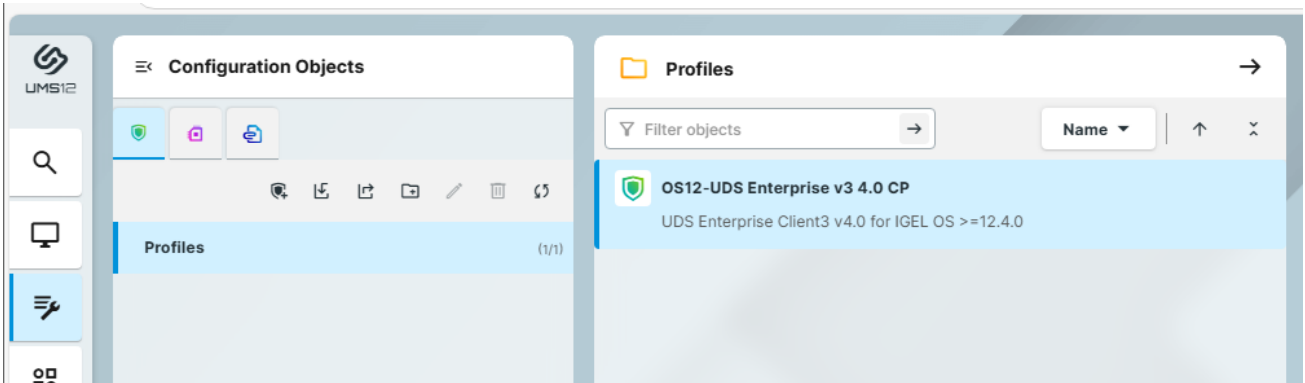 UMS12
Configuration Objects
Profiles
(1/1)
Profiles
Filter objects
Name
OS12-UDS Enterprise v3 4.0 CP
UDS Enterprise Client3 v4.0 for IGEL OS >=12.4.0